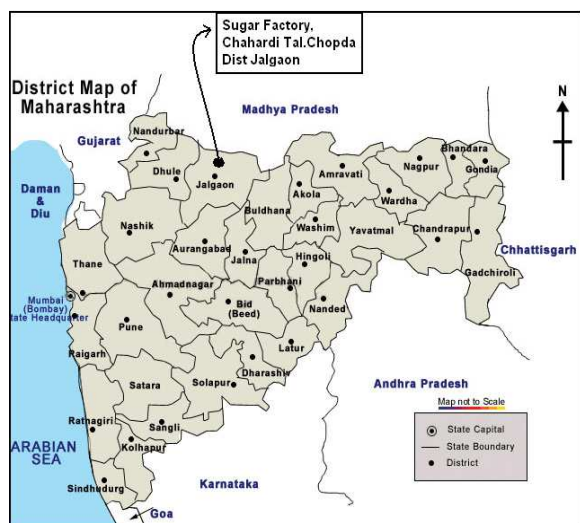 Sugar Factory,
Chahardi Tal.Chopda
Dist Jalgaon
District Map of
Maharashtra
Madhya Pradesh
N
Gujarat
Nandurbar
Bhandara
Nagpur
Gondia
Amravati
Dhule
Jalgaon
Daman
&
Diu
Akola
Wardha
Buldhana
Nashik
Washim
Yavatmal
Chandrapur
Aurangabad
Jalna
Hingoli
Chhattisgarh
Thane
Gadchiroli
Ahmadnagar
Parbhani
Mumbai
(Bombay)
State Headquarter
Bid
(Beed)
Nanded
Pune
Raigarh
Latur
Dharashiv
Satara
Solapur
Andhra Pradesh
Map not to Scale
Ratnagiri
Sangli
State Capital
ARABIAN
SEA
Kolhapur
State Boundary
District
Sindhudurg
Karnataka
Goa